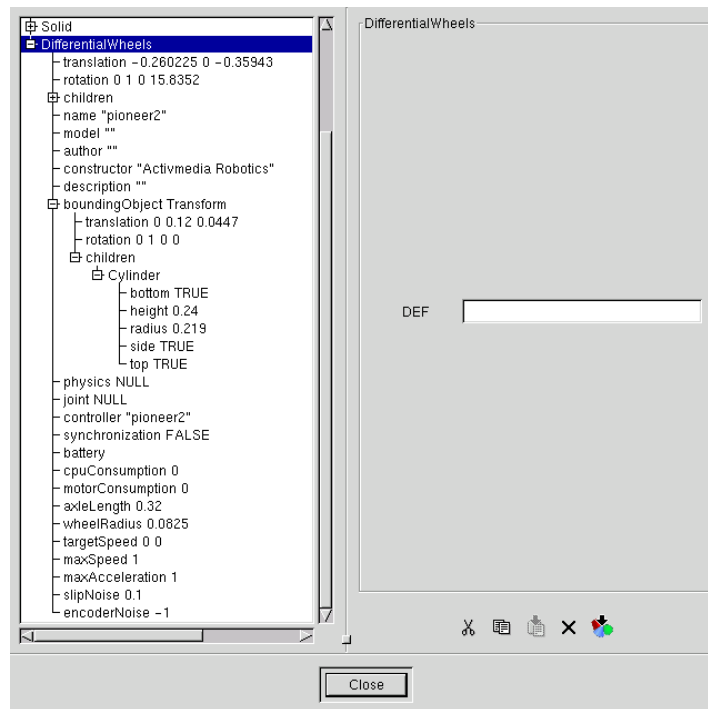 Solid
DifferentialWheels
translation -0.260225 0 -0.35943
rotation 0 1 0 15.8352
children
name "pioneer2"
model ""
author ""
constructor "Activmedia Robotics"
description ""
boundingObject Transform
translation 0 0.12 0.0447
rotation 0 1 0 0
children
Cylinder
bottom TRUE
height 0.24
radius 0.219
side TRUE
top TRUE
physics NULL
joint NULL
controller "pioneer2"
synchronization FALSE
battery
cpuConsumption 0
motorConsumption 0
axleLength 0.32
wheelRadius 0.0825
targetSpeed 0 0
maxSpeed 1
maxAcceleration 1
slipNoise 0.1
encoderNoise -1
DifferentialWheels
DEF
Close